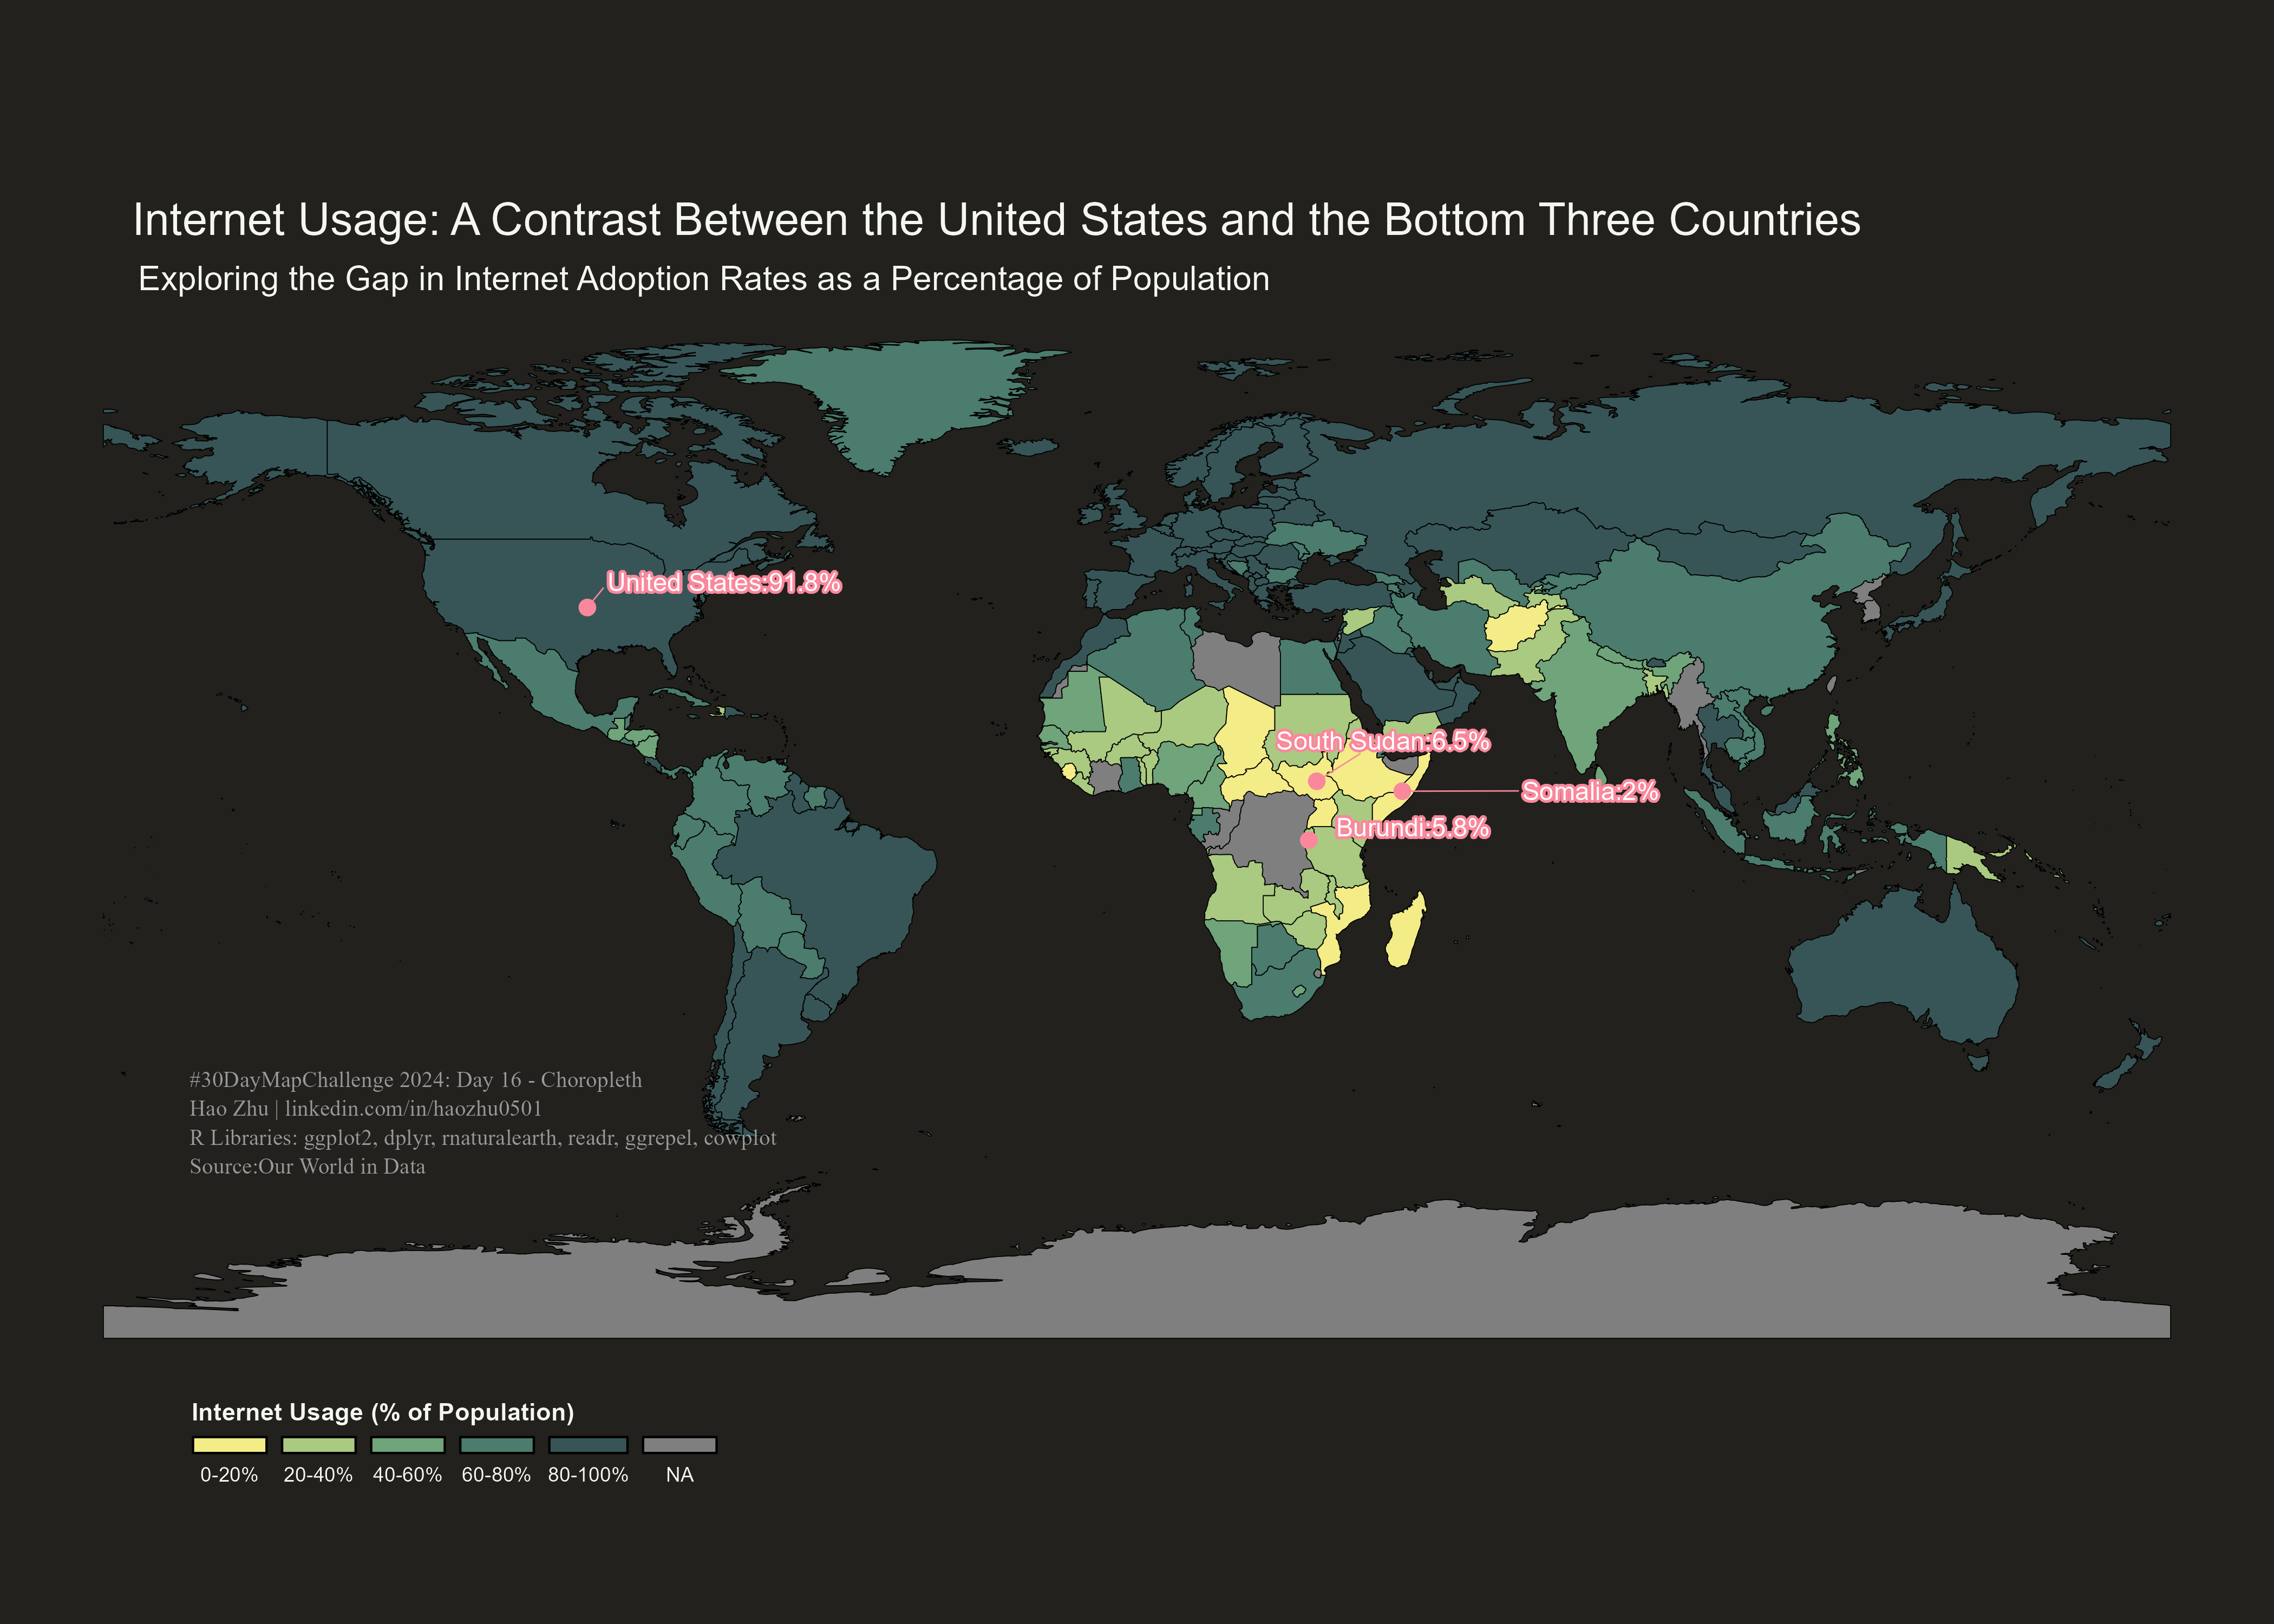 Internet Usage: A Contrast Between the United States and the Bottom Three Countries
Exploring the Gap in Internet Adoption Rates as a Percentage of Population
United States:91.8%
South Sudan:6.5%
Somalia:2%
Burundi:5.8%
#30DayMapChallenge 2024: Day 16 - Choropleth
Hao Zhu | linkedin.com/in/haozhu0501
R Libraries: ggplot2, dplyr, rnaturalearth, readr, ggrepel, cowplot
Source:Our World in Data
Internet Usage (% of Population)
0-20% 20-40% 40-60% 60-80% 80-100% NA